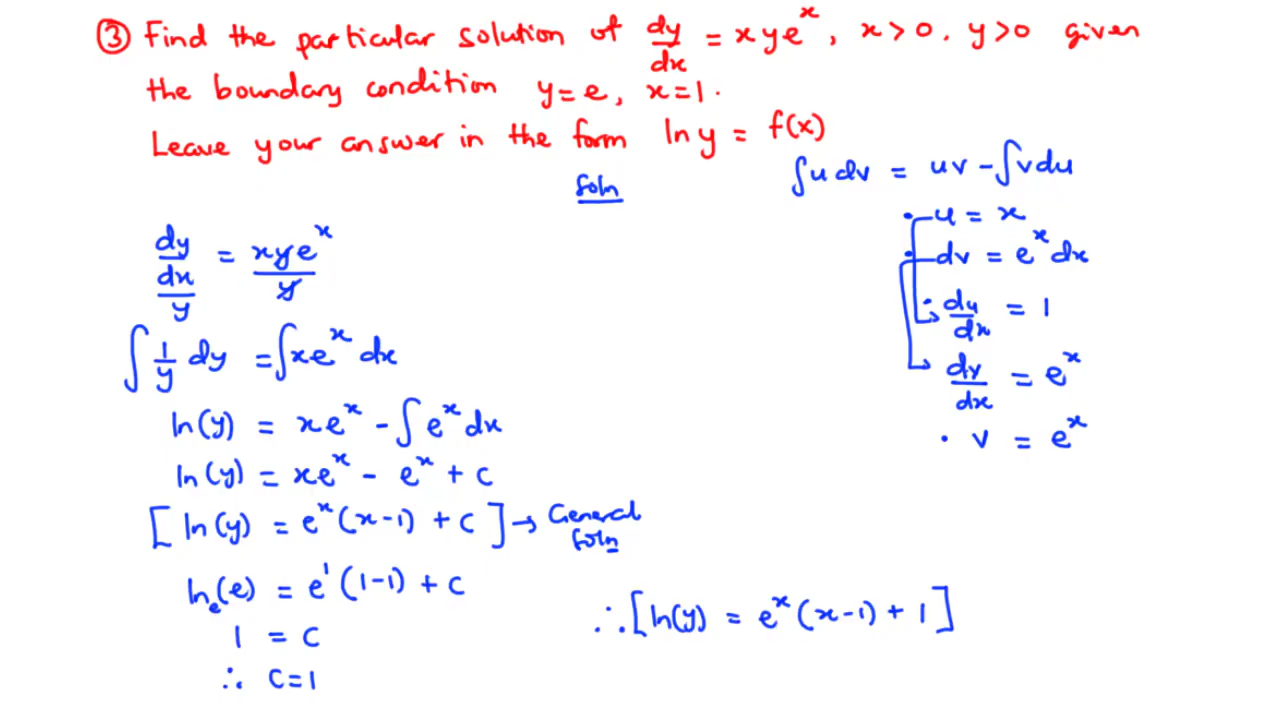 ③ Find the particular solution of dy/dx = xye^x, x>0, y>0 given
the boundary condition y=e, x=1.
Leave your answer in the form ln y = f(x)
∫u dv = uv - ∫v du
Soln
• u = x
• dv = e^x dx
• du/dx = 1
dv/dx = e^x
• v = e^x
(dy/dx)/y = xye^x/y
∫ 1/y dy = ∫xe^x dx
ln(y) = xe^x - ∫e^x dx
ln(y) = xe^x - e^x + c
[ln(y) = e^x(x-1) + c] → General Soln
ln_e(e) = e^1(1-1) + c
1 = c
∴ c=1
∴ [ln(y) = e^x(x-1) + 1]